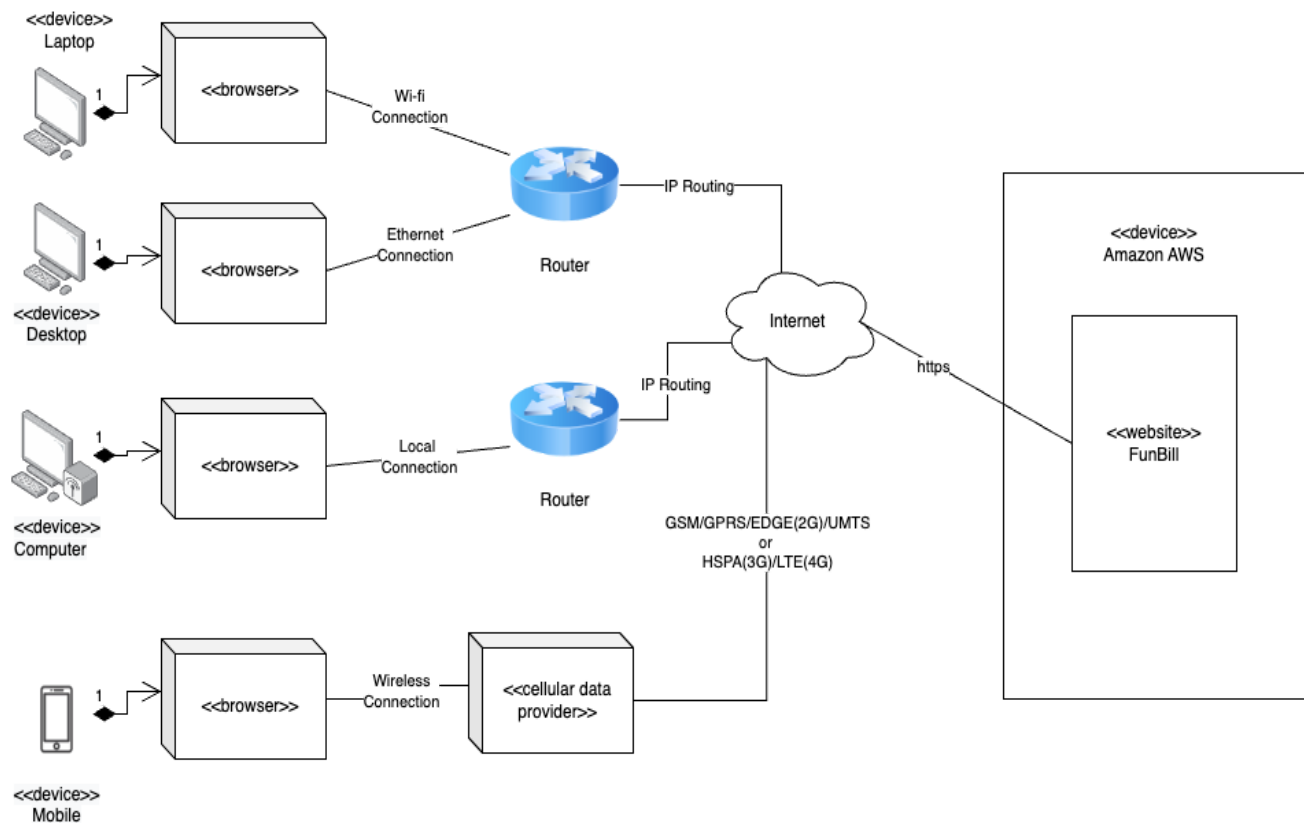 <<device>>
Laptop
1
<<browser>>
Wi-fi
Connection
Router
IP Routing
1
<<device>>
Desktop
<<browser>>
Ethernet
Connection
Internet
https
<<device>>
Amazon AWS
<<website>>
FunBill
1
<<device>>
Computer
<<browser>>
Local
Connection
Router
IP Routing
GSM/GPRS/EDGE(2G)/UMTS
or
HSPA(3G)/LTE(4G)
1
<<device>>
Mobile
<<browser>>
Wireless
Connection
<<cellular data
provider>>